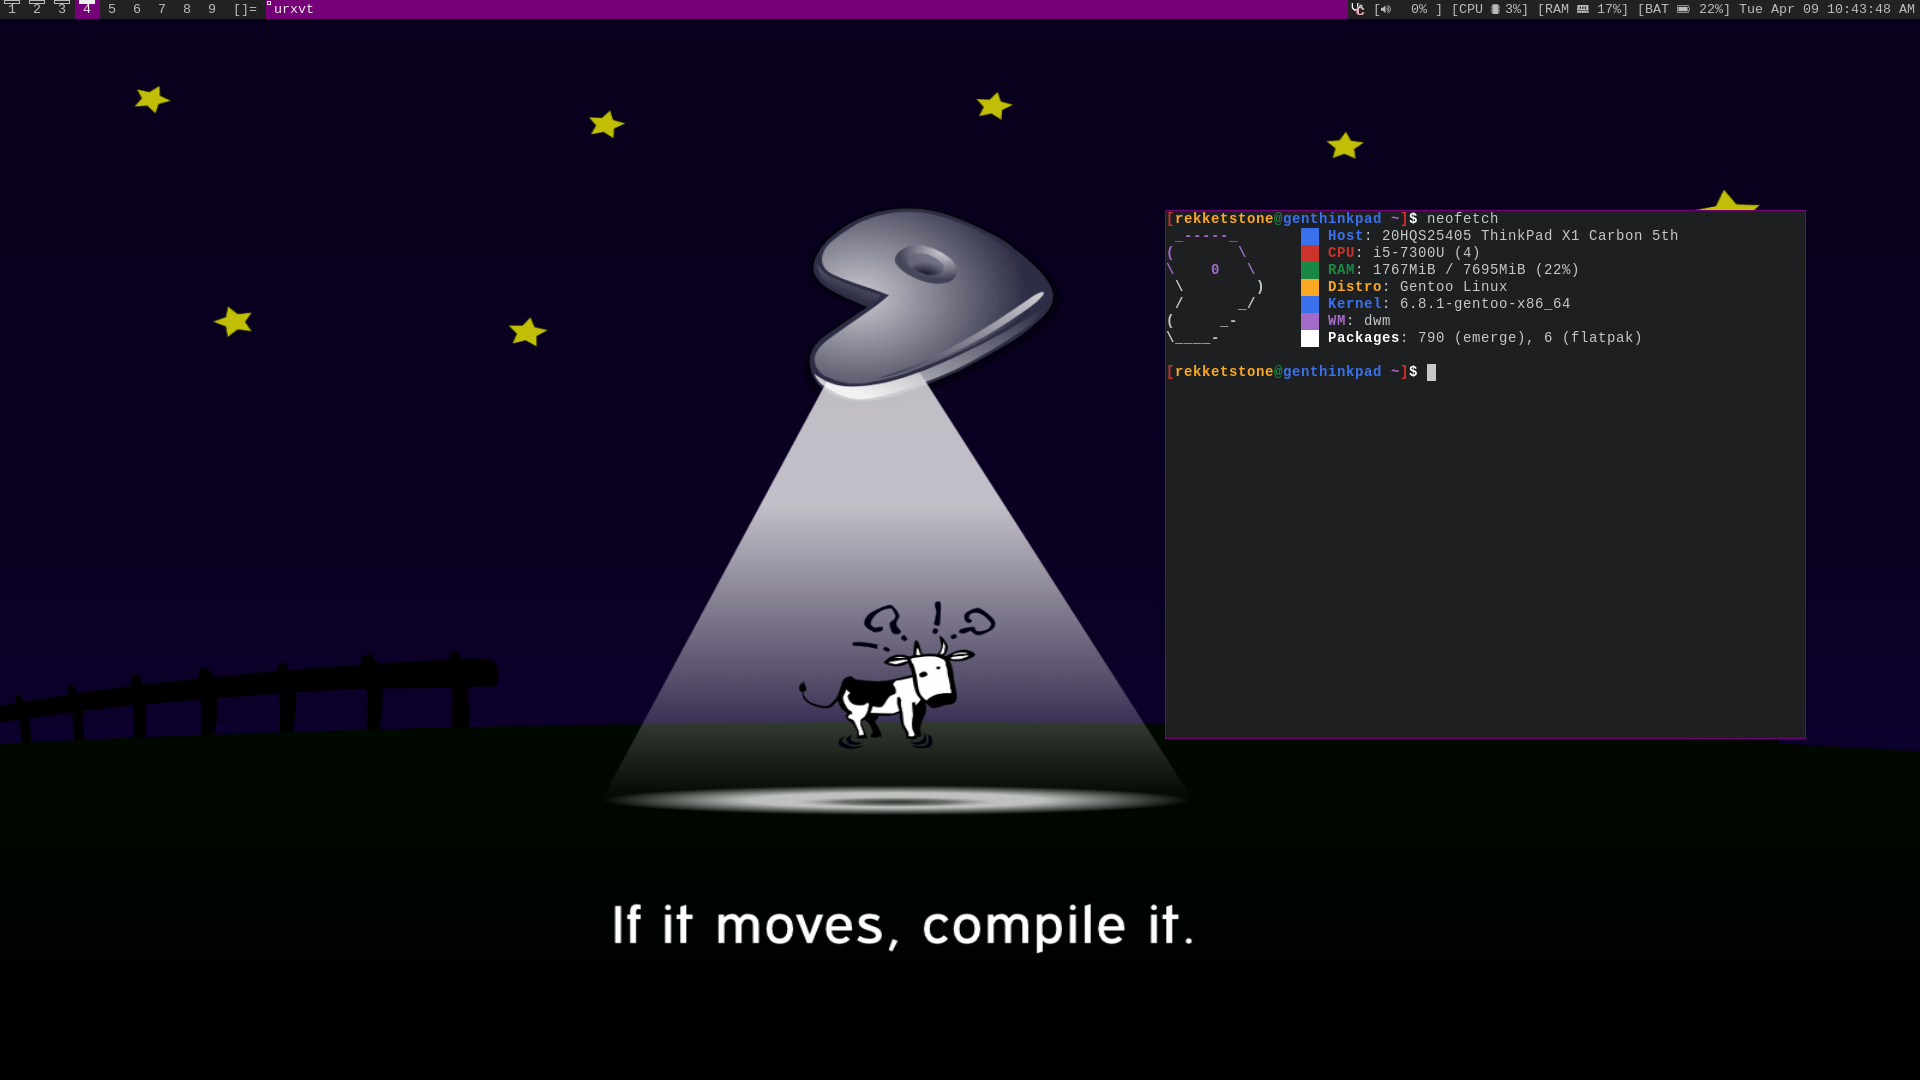 1 2 3 4 5 6 7 8 9 []= urxvt [ 0% ] [CPU 3%] [RAM 17%] [BAT 22%] Tue Apr 09 10:43:48 AM
[rekketstone@genthinkpad ~]$ neofetch
 _-----_ Host: 20HQS25405 ThinkPad X1 Carbon 5th
(       \ CPU: i5-7300U (4)
\    0   \ RAM: 1767MiB / 7695MiB (22%)
 \        ) Distro: Gentoo Linux
 /      _/ Kernel: 6.8.1-gentoo-x86_64
(     _- WM: dwm
\____- Packages: 790 (emerge), 6 (flatpak)
[rekketstone@genthinkpad ~]$
? ! ?
If it moves, compile it.